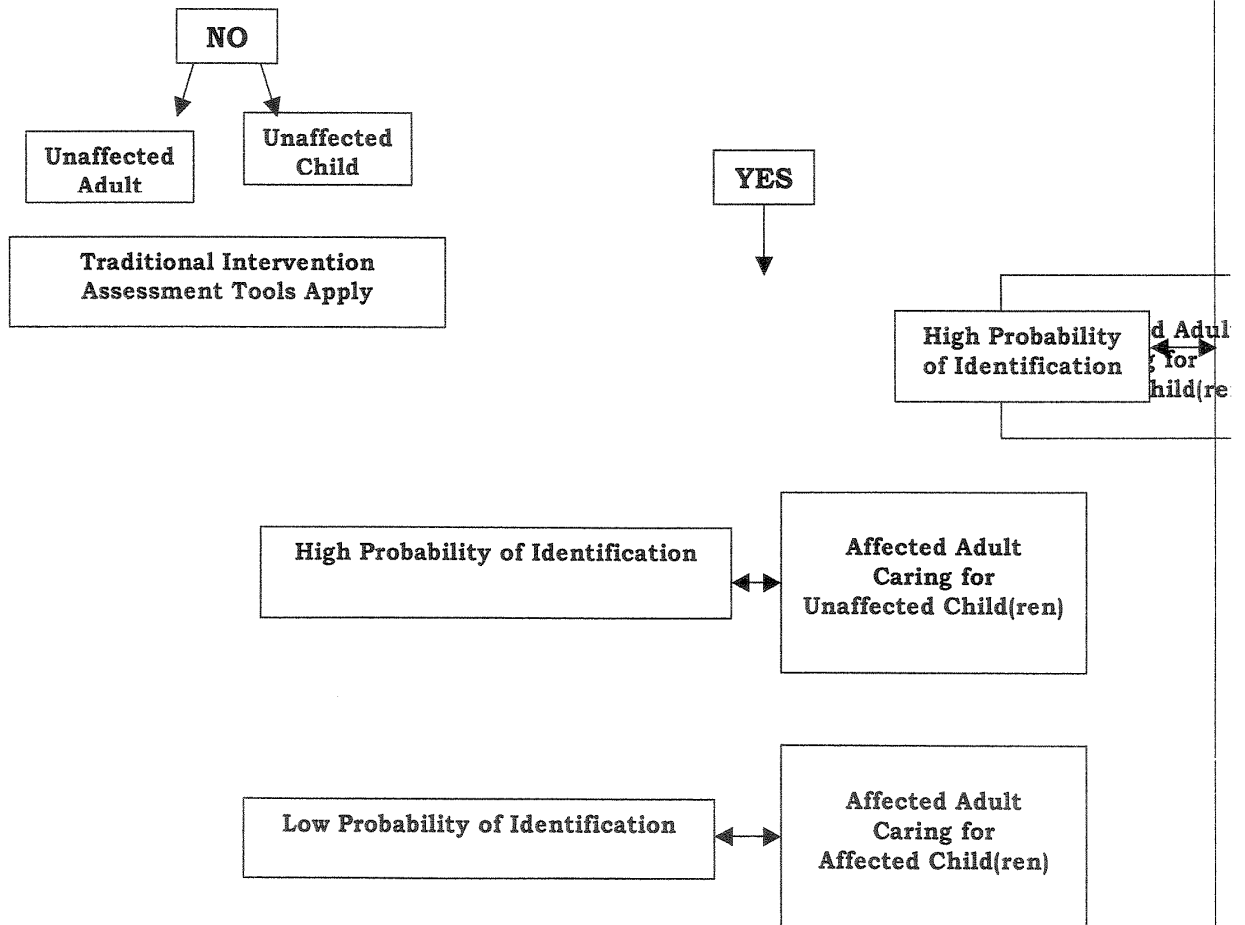 NO
Unaffected
Adult
Unaffected
Child
YES
Traditional Intervention
Assessment Tools Apply
High Probability
of Identification
for
High Probability of Identification
Affected Adult
Caring for
Unaffected Child(ren)
Low Probability of Identification
Affected Adult
Caring for
Affected Child(ren)